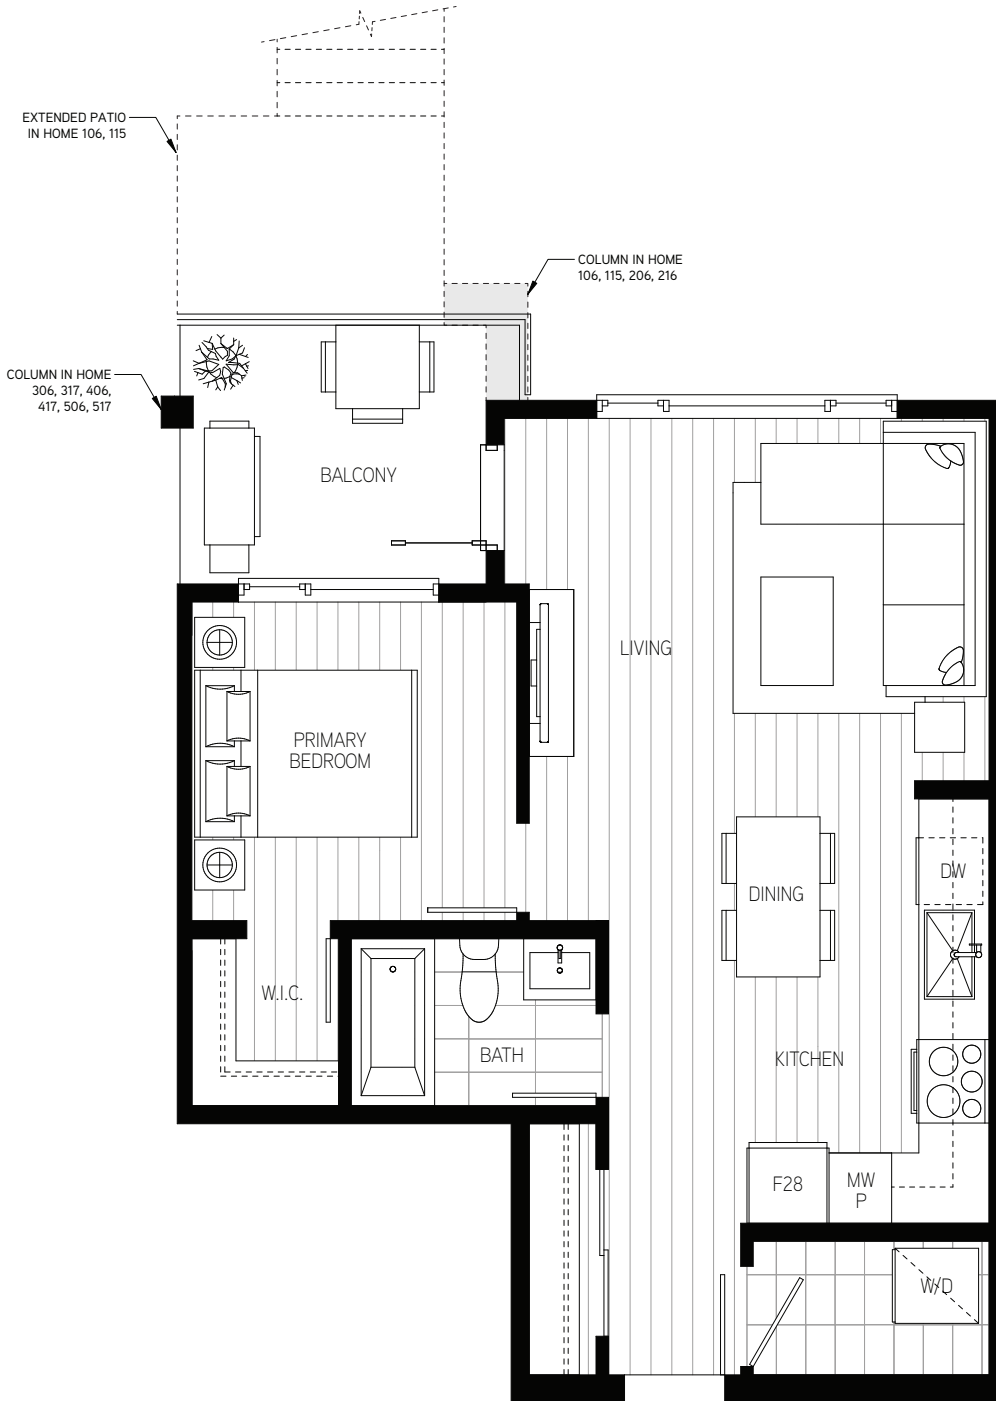 EXTENDED PATIO
IN HOME 106, 115
COLUMN IN HOME
106, 115, 206, 216
COLUMN IN HOME
306, 317, 406,
417, 506, 517
BALCONY
LIVING
PRIMARY
BEDROOM
DW
DINING
W.I.C.
BATH
KITCHEN
F28
MW
P
W/D